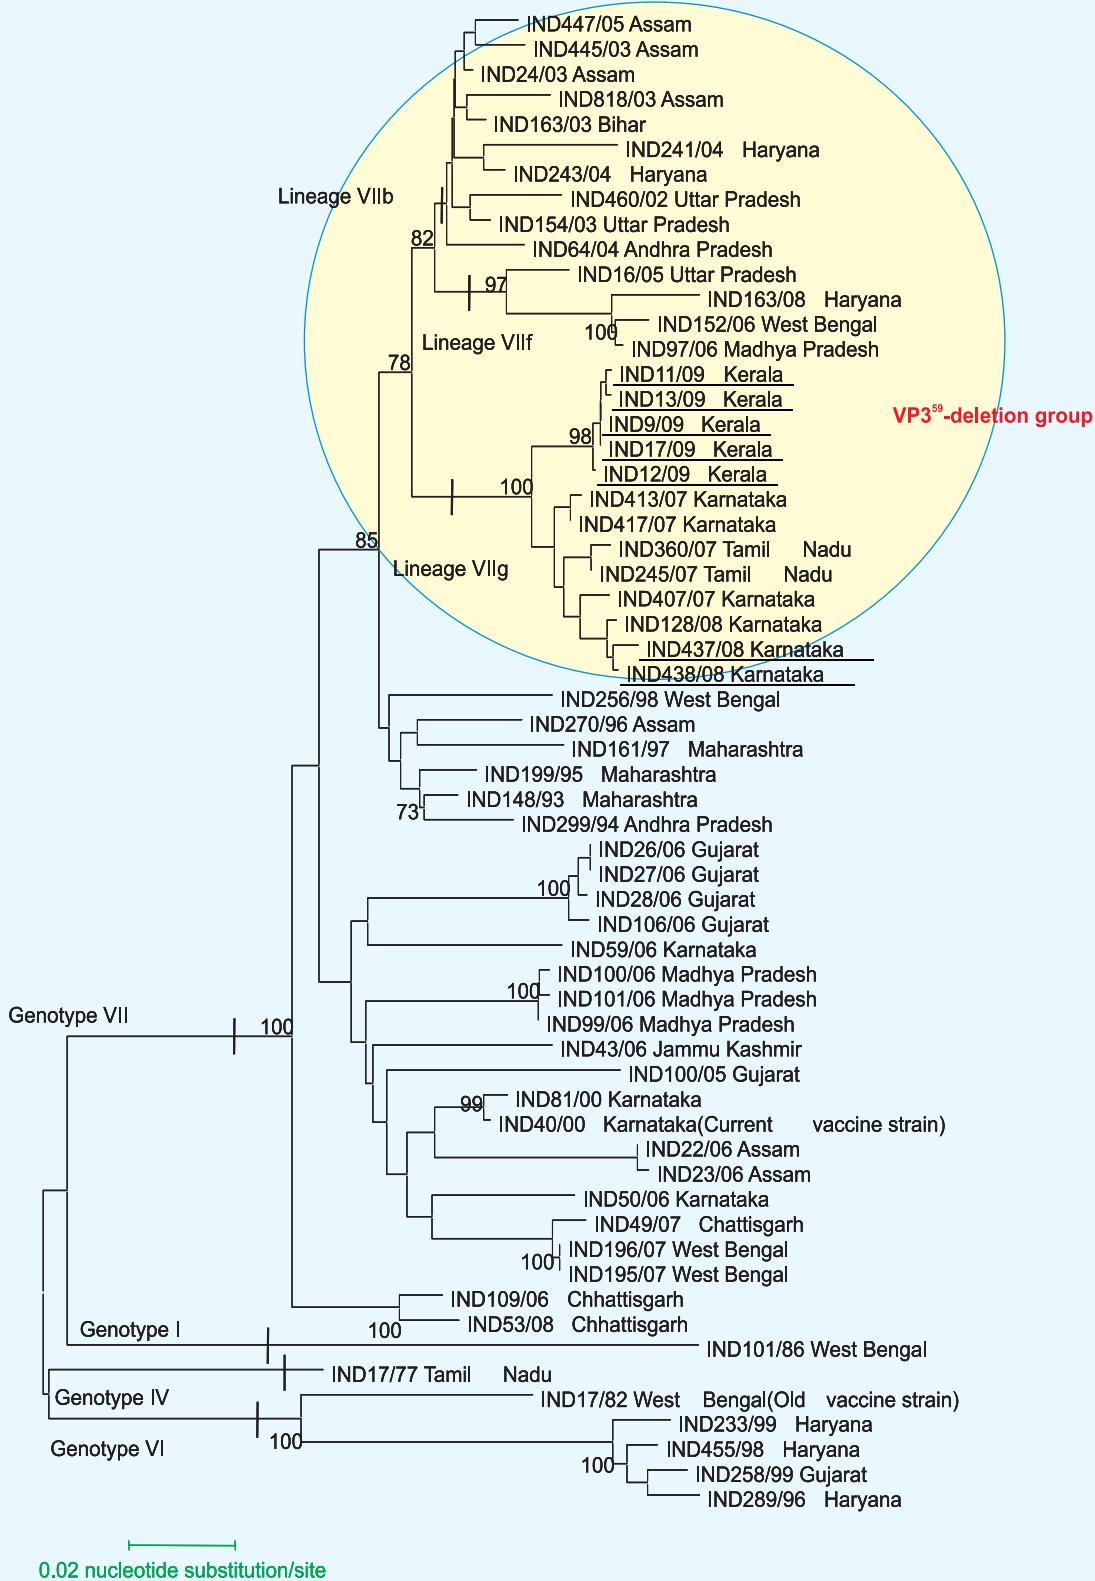 IND447/05 Assam
IND445/03 Assam
IND24/03 Assam
IND818/03 Assam
IND163/03 Bihar
IND241/04 Haryana
IND243/04 Haryana
Lineage VIIb
IND460/02 Uttar Pradesh
IND154/03 Uttar Pradesh
82
IND64/04 Andhra Pradesh
IND16/05 Uttar Pradesh
97
IND163/08 Haryana
IND152/06 West Bengal
100
Lineage VIIf
IND97/06 Madhya Pradesh
78
IND11/09 Kerala
IND13/09 Kerala
VP3⁵⁹-deletion group
IND9/09 Kerala
98
IND17/09 Kerala
IND12/09 Kerala
100
IND413/07 Karnataka
IND417/07 Karnataka
85
IND360/07 Tamil Nadu
Lineage VIIg
IND245/07 Tamil Nadu
IND407/07 Karnataka
IND128/08 Karnataka
IND437/08 Karnataka
IND438/08 Karnataka
IND256/98 West Bengal
IND270/96 Assam
IND161/97 Maharashtra
IND199/95 Maharashtra
IND148/93 Maharashtra
73
IND299/94 Andhra Pradesh
IND26/06 Gujarat
IND27/06 Gujarat
100
IND28/06 Gujarat
IND106/06 Gujarat
IND59/06 Karnataka
IND100/06 Madhya Pradesh
100
IND101/06 Madhya Pradesh
Genotype VII
100
IND99/06 Madhya Pradesh
IND43/06 Jammu Kashmir
IND100/05 Gujarat
IND81/00 Karnataka
99
IND40/00 Karnataka(Current vaccine strain)
IND22/06 Assam
IND23/06 Assam
IND50/06 Karnataka
IND49/07 Chattisgarh
IND196/07 West Bengal
100
IND195/07 West Bengal
IND109/06 Chhattisgarh
IND53/08 Chhattisgarh
100
Genotype I
IND101/86 West Bengal
IND17/77 Tamil Nadu
Genotype IV
IND17/82 West Bengal(Old vaccine strain)
IND233/99 Haryana
100
Genotype VI
IND455/98 Haryana
100
IND258/99 Gujarat
IND289/96 Haryana
0.02 nucleotide substitution/site